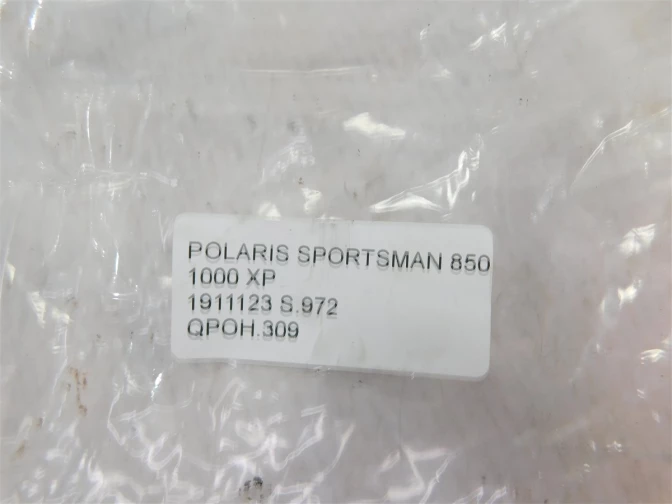 POLARIS SPORTSMAN 850
1000 XP
1911123 S.972
QPOH.309